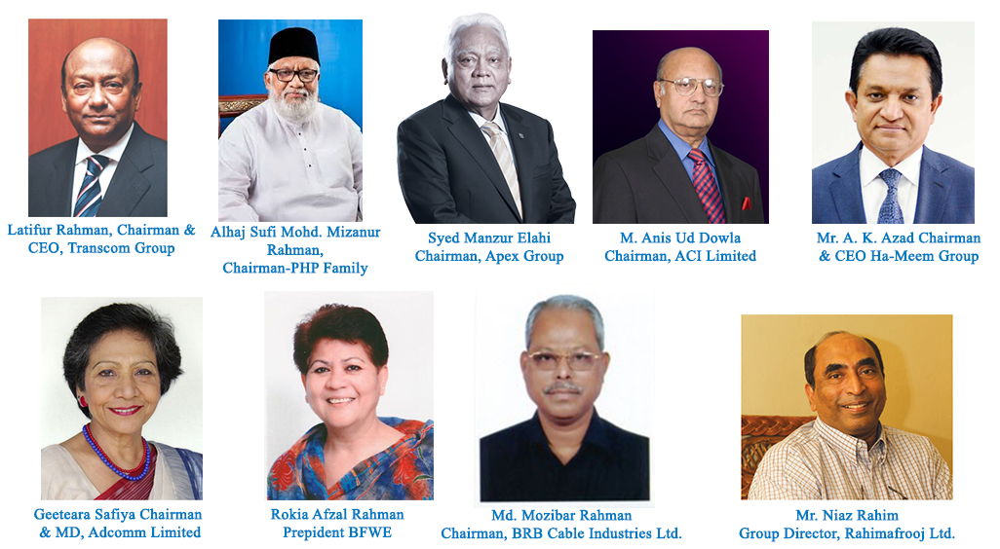 Latifur Rahman, Chairman &
CEO, Transcom Group
Alhaj Sufi Mohd. Mizanur
Rahman,
Chairman-PHP Family
Syed Manzur Elahi
Chairman, Apex Group
M. Anis Ud Dowla
Chairman, ACI Limited
Mr. A. K. Azad Chairman
& CEO Ha-Meem Group
Geeteara Safiya Chairman
& MD, Adcomm Limited
Rokia Afzal Rahman
Prepident BFWE
Md. Mozibar Rahman
Chairman, BRB Cable Industries Ltd.
Mr. Niaz Rahim
Group Director, Rahimafrooj Ltd.